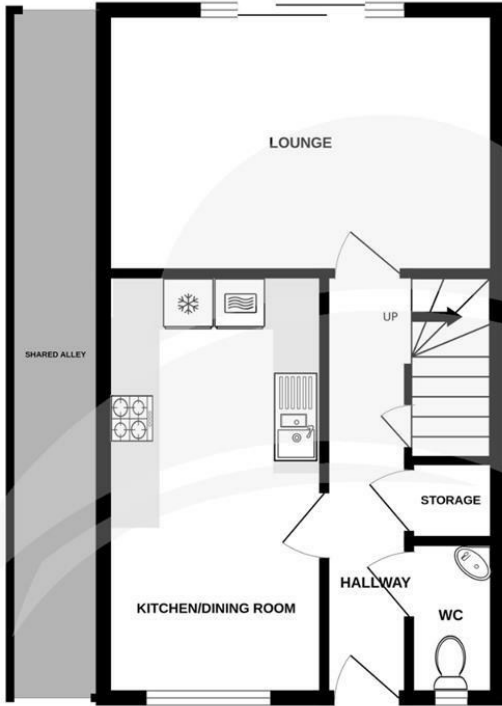 LOUNGE
UP
SHARED ALLEY
STORAGE
HALLWAY
KITCHEN/DINING ROOM
WC